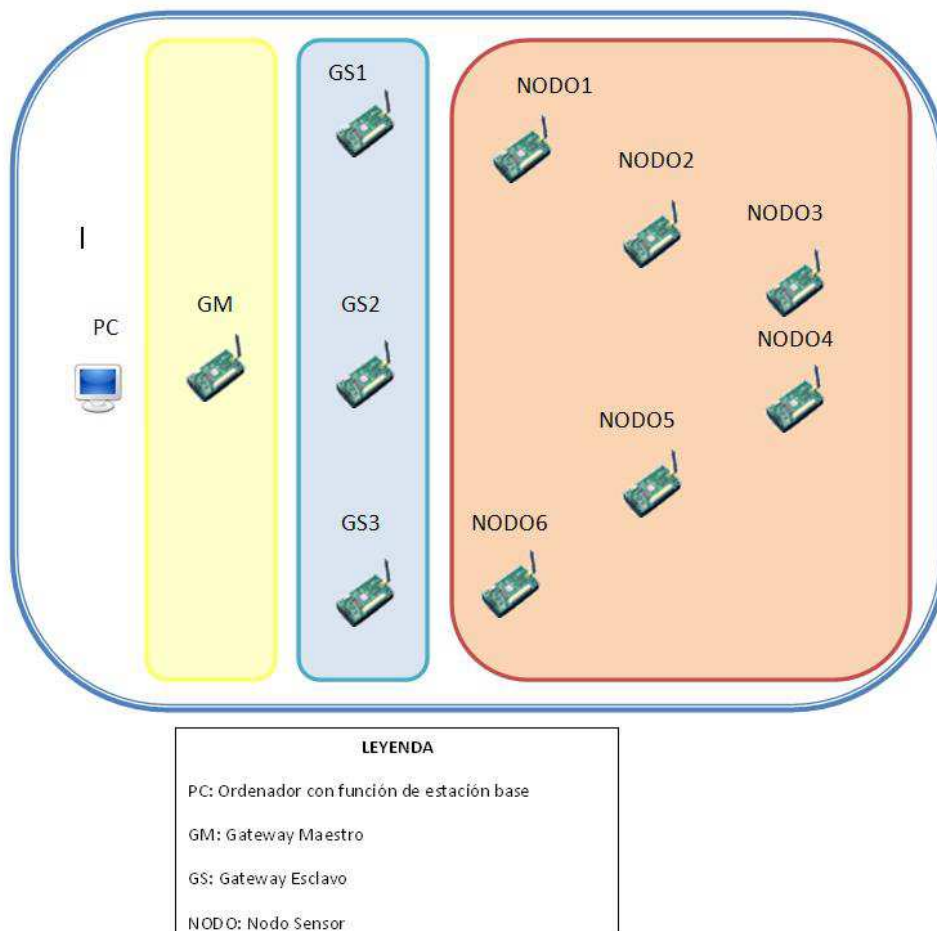 GS1
NODO1
NODO2
NODO3
|
GM
GS2
PC
NODO4
NODO5
GS3
NODO6
LEYENDA
PC: Ordenador con función de estación base
GM: Gateway Maestro
GS: Gateway Esclavo
NODO: Nodo Sensor